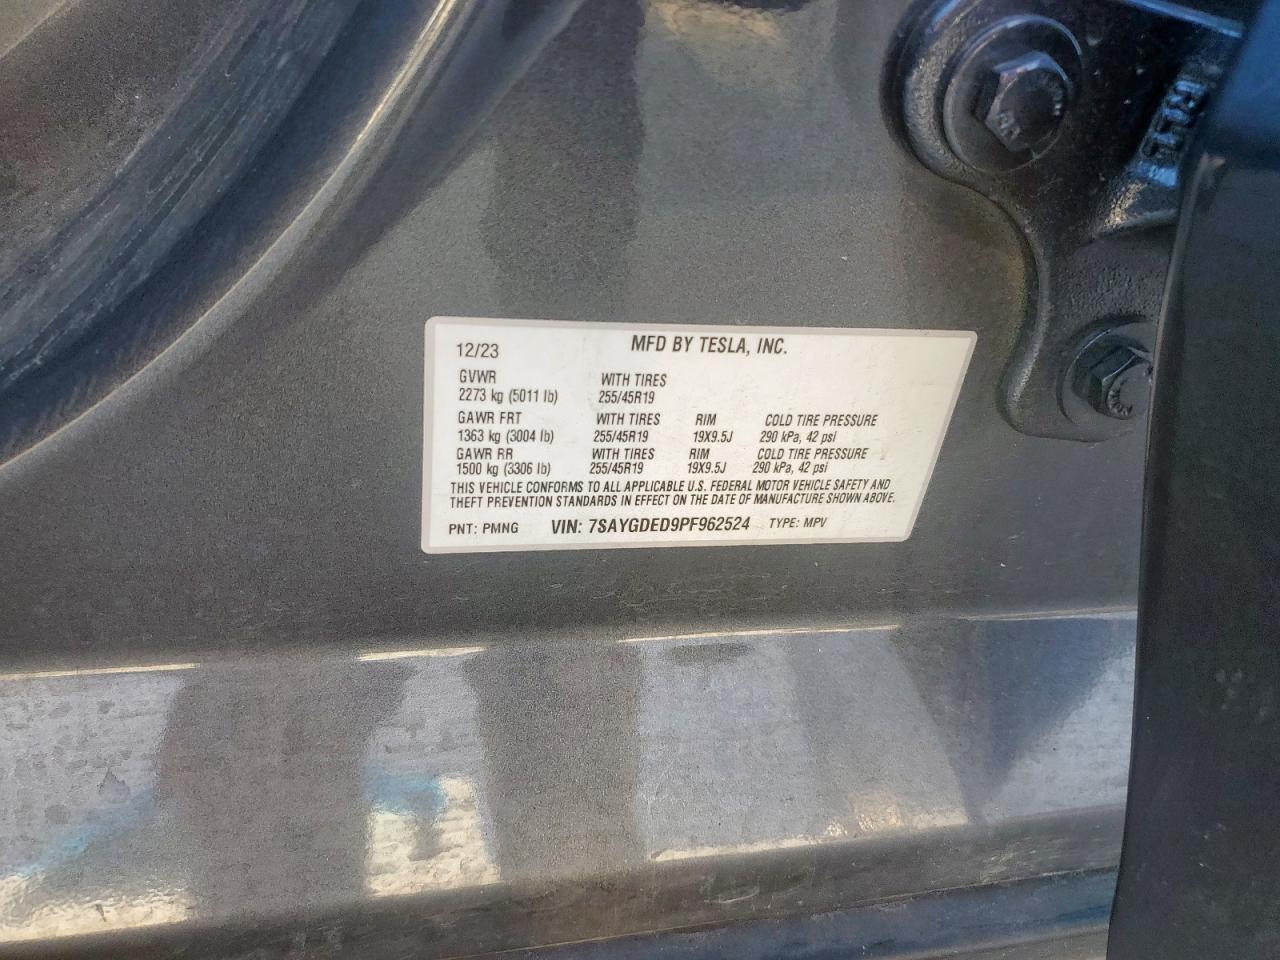 12/23 MFD BY TESLA, INC.
GVWR WITH TIRES
2273 kg (5011 lb) 255/45R19
GAWR FRT WITH TIRES RIM COLD TIRE PRESSURE
1363 kg (3004 lb) 255/45R19 19X9.5J 290 kPa, 42 psi
GAWR RR WITH TIRES RIM COLD TIRE PRESSURE
1500 kg (3306 lb) 255/45R19 19X9.5J 290 kPa, 42 psi
THIS VEHICLE CONFORMS TO ALL APPLICABLE U.S. FEDERAL MOTOR VEHICLE SAFETY AND
THEFT PREVENTION STANDARDS IN EFFECT ON THE DATE OF MANUFACTURE SHOWN ABOVE.
PNT: PMNG VIN: 7SAYGDED9PF962524 TYPE: MPV